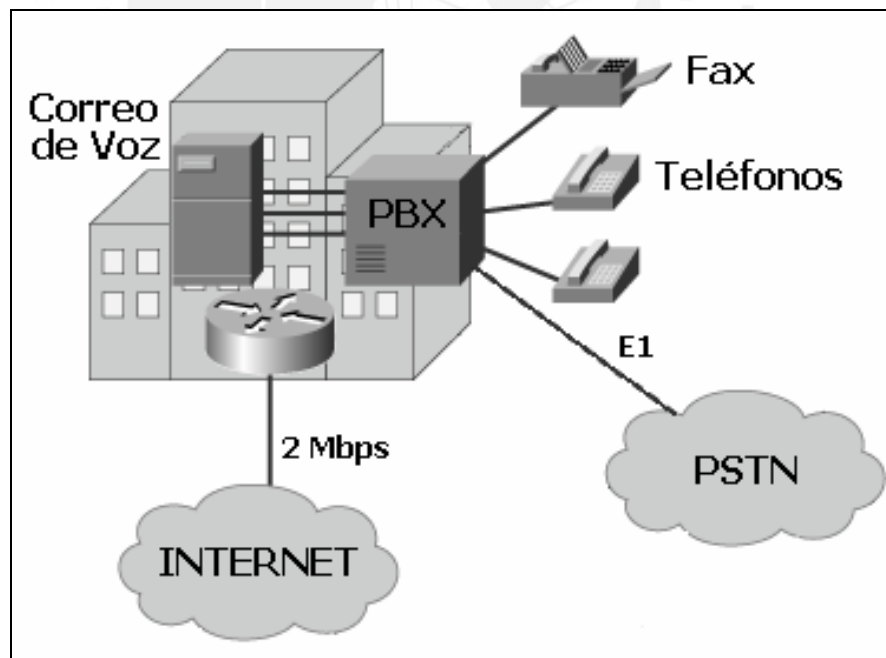 Correo
de Voz
PBX
Fax
Teléfonos
E1
2 Mbps
PSTN
INTERNET